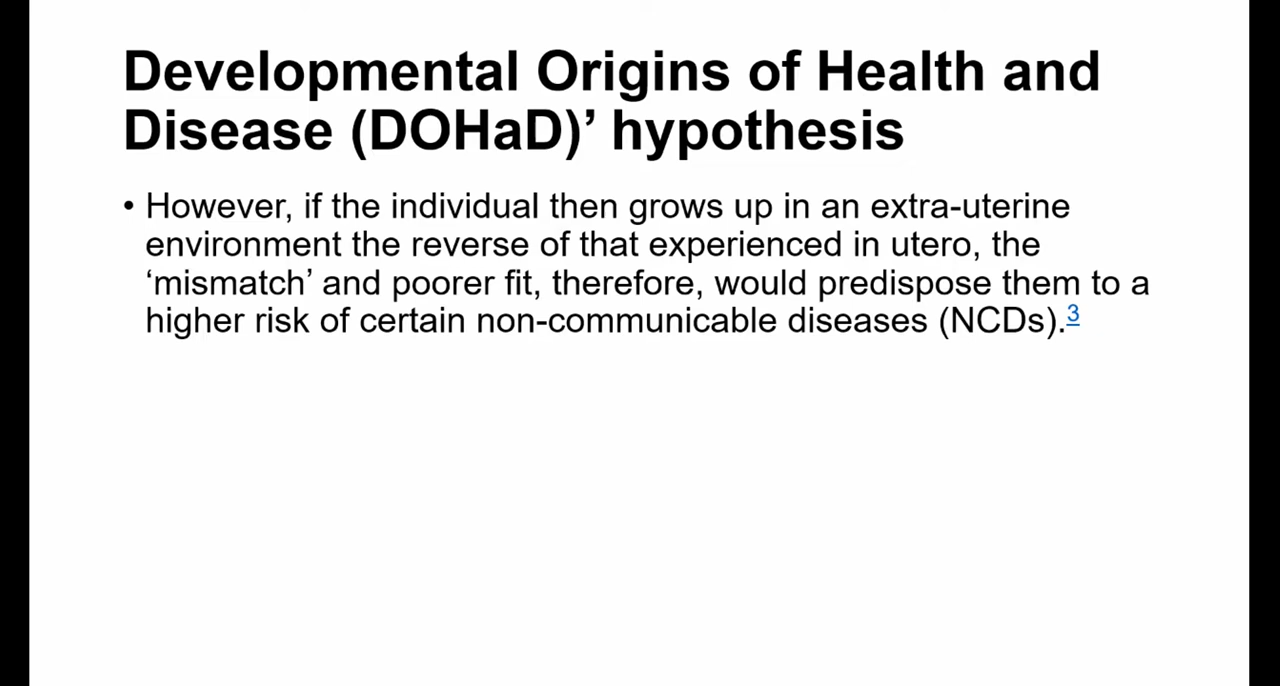 Developmental Origins of Health and
Disease (DOHaD)’ hypothesis
• However, if the individual then grows up in an extra-uterine
environment the reverse of that experienced in utero, the
‘mismatch’ and poorer fit, therefore, would predispose them to a
higher risk of certain non-communicable diseases (NCDs).3